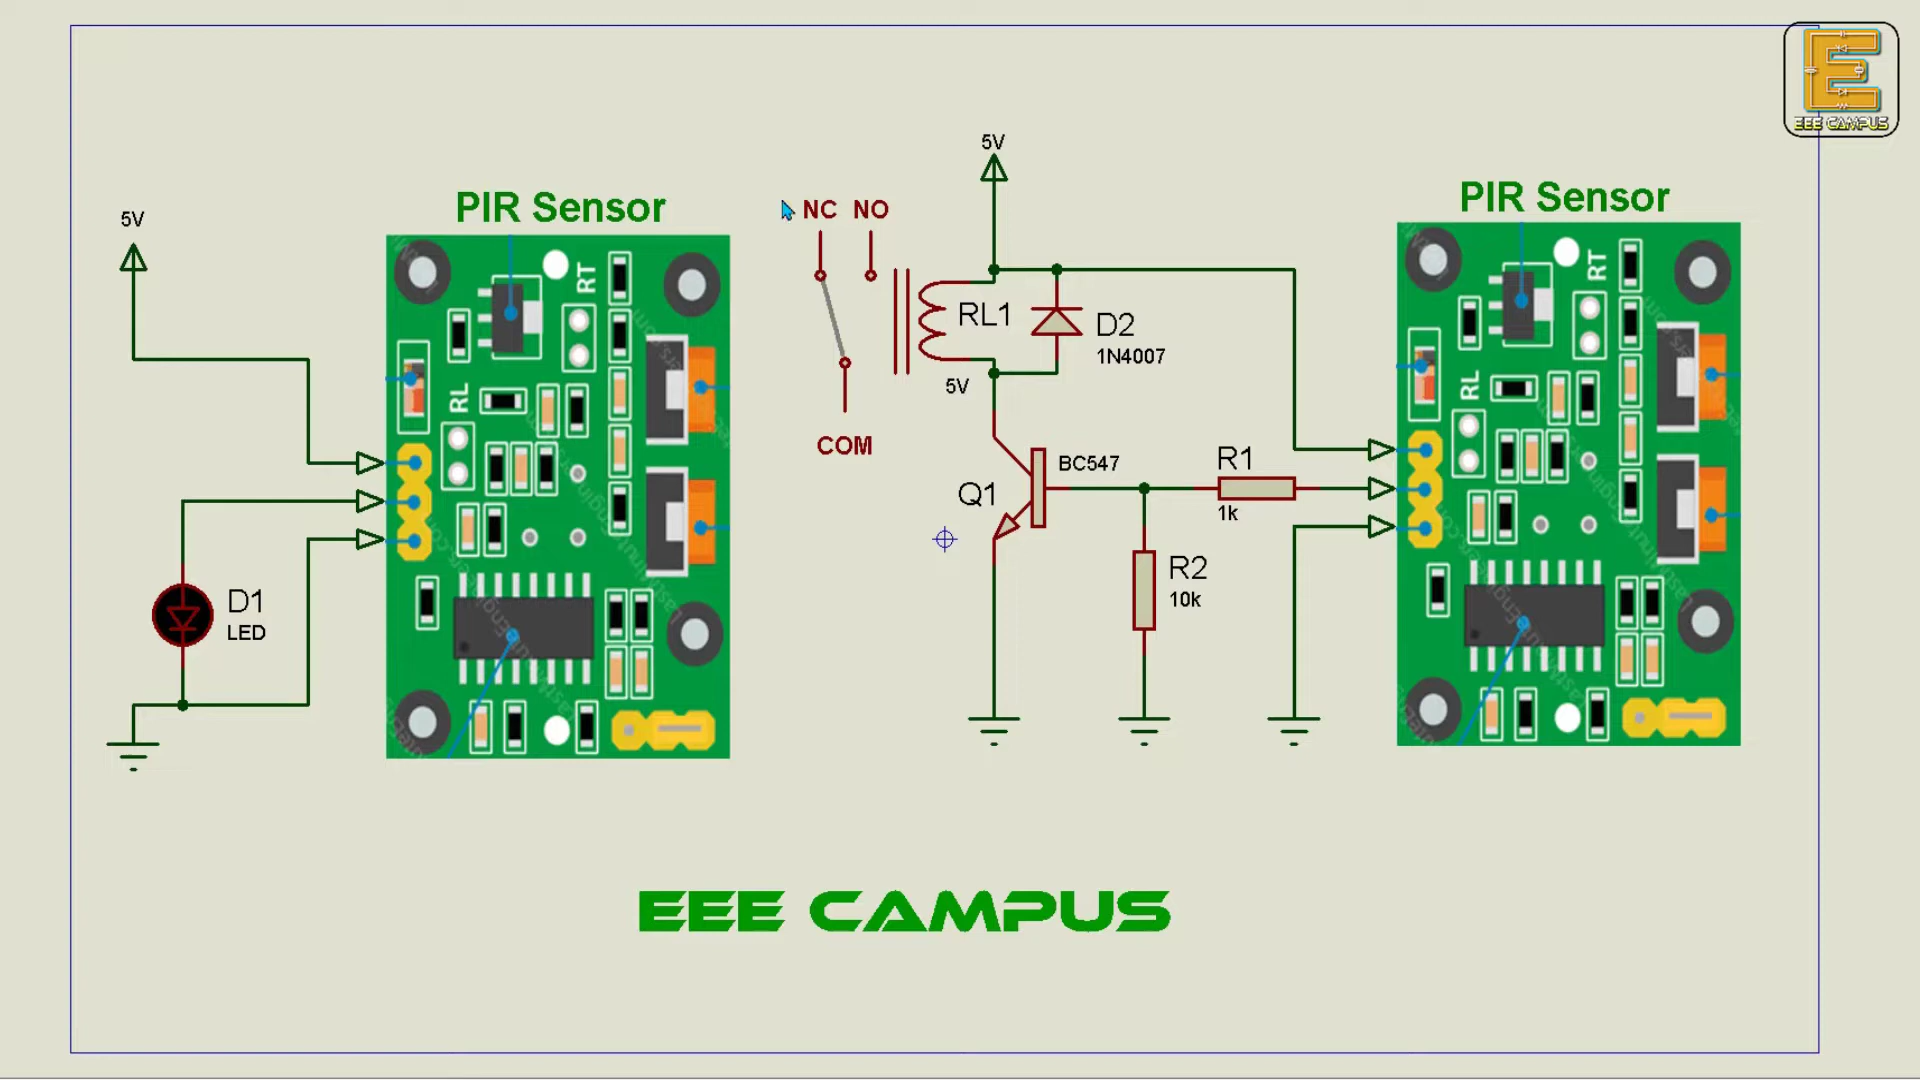 EEE CAMPUS
5V
PIR Sensor
RT
RL
D1
LED
NC NO
COM
5V
RL1
5V
D2
1N4007
Q1
BC547
R1
1k
R2
10k
PIR Sensor
RT
RL
EEE CAMPUS